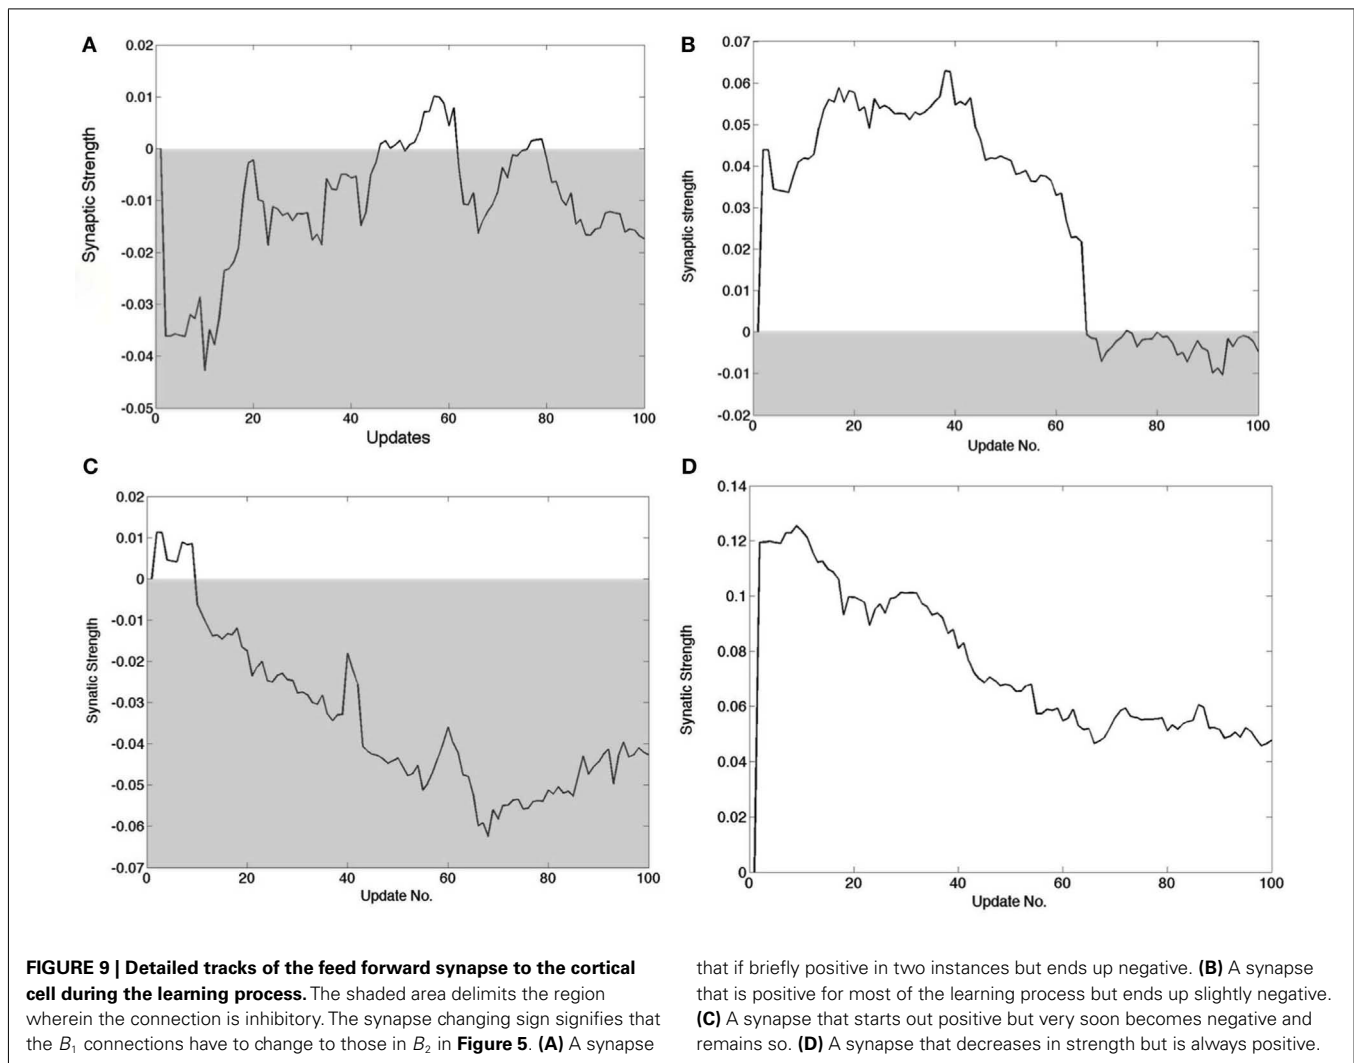 A
0.02
0.01
0
-0.01
-0.02
-0.03
-0.04
-0.05
Synaptic Strength
0 20 40 60 80 100
Updates
B
0.07
0.06
0.05
0.04
0.03
0.02
0.01
0
-0.01
-0.02
Synaptic strength
0 20 40 60 80 100
Update No.
C
0.02
0.01
0
-0.01
-0.02
-0.03
-0.04
-0.05
-0.06
-0.07
Synatic Strength
0 20 40 60 80 100
Update No.
D
0.14
0.12
0.1
0.08
0.06
0.04
0.02
0
Synatic Strength
0 20 40 60 80 100
Update No.
FIGURE 9 | Detailed tracks of the feed forward synapse to the cortical
cell during the learning process. The shaded area delimits the region
wherein the connection is inhibitory. The synapse changing sign signifies that
the B₁ connections have to change to those in B₂ in Figure 5. (A) A synapse
that if briefly positive in two instances but ends up negative. (B) A synapse
that is positive for most of the learning process but ends up slightly negative.
(C) A synapse that starts out positive but very soon becomes negative and
remains so. (D) A synapse that decreases in strength but is always positive.